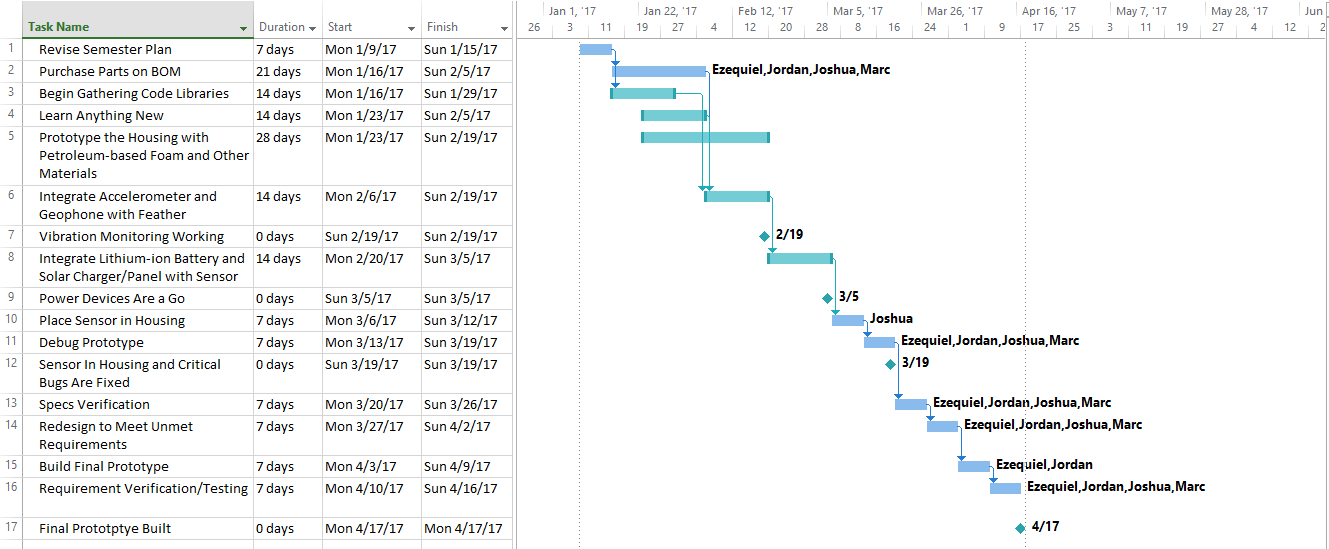 Jan 1, '17 Jan 22, '17 Feb 12, '17 Mar 5, '17 Mar 26, '17 Apr 16, '17 May 7, '17 May 28, '17 Jun
Task Name Duration Start Finish 26 3 11 19 27 4 12 20 28 8 16 24 1 9 17 25 3 11 19 27 4 12 2
1 Revise Semester Plan 7 days Mon 1/9/17 Sun 1/15/17
2 Purchase Parts on BOM 21 days Mon 1/16/17 Sun 2/5/17 Ezequiel,Jordan,Joshua,Marc
3 Begin Gathering Code Libraries 14 days Mon 1/16/17 Sun 1/29/17
4 Learn Anything New 14 days Mon 1/23/17 Sun 2/5/17
5 Prototype the Housing with 28 days Mon 1/23/17 Sun 2/19/17
Petroleum-based Foam and Other
Materials
6 Integrate Accelerometer and 14 days Mon 2/6/17 Sun 2/19/17
Geophone with Feather
7 Vibration Monitoring Working 0 days Sun 2/19/17 Sun 2/19/17 2/19
8 Integrate Lithium-ion Battery and 14 days Mon 2/20/17 Sun 3/5/17
Solar Charger/Panel with Sensor
9 Power Devices Are a Go 0 days Sun 3/5/17 Sun 3/5/17 3/5
10 Place Sensor in Housing 7 days Mon 3/6/17 Sun 3/12/17 Joshua
11 Debug Prototype 7 days Mon 3/13/17 Sun 3/19/17 Ezequiel,Jordan,Joshua,Marc
12 Sensor In Housing and Critical 0 days Sun 3/19/17 Sun 3/19/17 3/19
Bugs Are Fixed
13 Specs Verification 7 days Mon 3/20/17 Sun 3/26/17 Ezequiel,Jordan,Joshua,Marc
14 Redesign to Meet Unmet 7 days Mon 3/27/17 Sun 4/2/17 Ezequiel,Jordan,Joshua,Marc
Requirements
15 Build Final Prototype 7 days Mon 4/3/17 Sun 4/9/17 Ezequiel,Jordan
16 Requirement Verification/Testing 7 days Mon 4/10/17 Sun 4/16/17 Ezequiel,Jordan,Joshua,Marc
17 Final Prototptye Built 0 days Mon 4/17/17 Mon 4/17/17 4/17